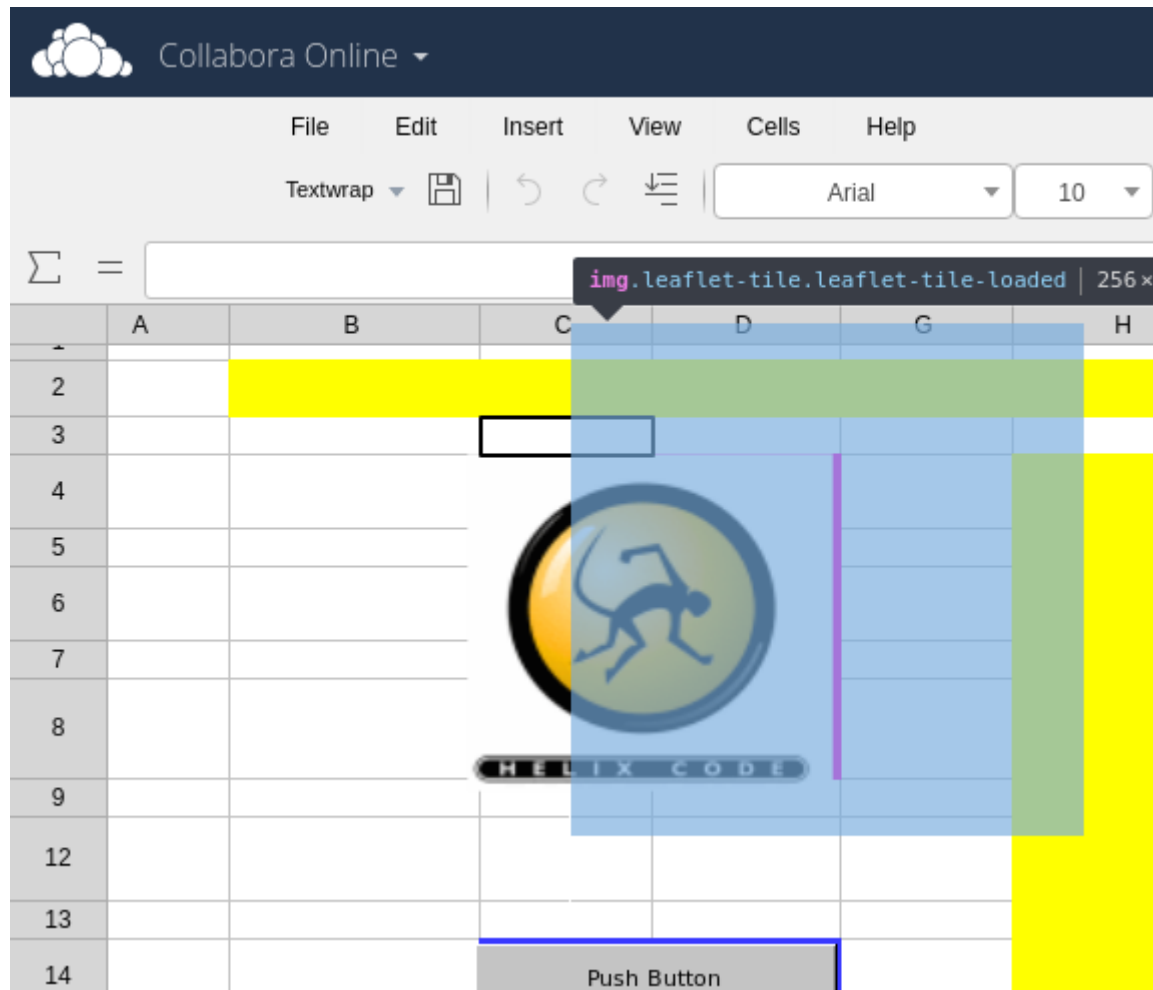 Collabora Online
File Edit Insert View Cells Help
Textwrap Arial 10
Σ =
img.leaflet-tile.leaflet-tile-loaded | 256×
A B C D G H
1
2
3
4
5
6
7
8
HELIX CODE
9
12
13
14
Push Button